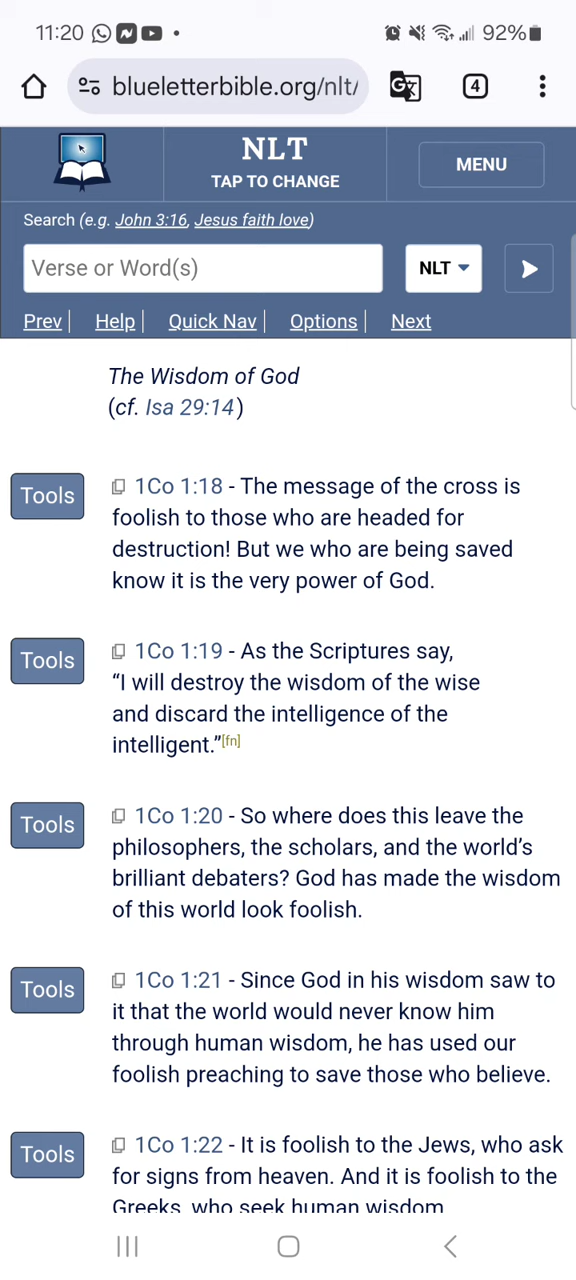 11:20 92%
blueletterbible.org/nlt/ 4
NLT
TAP TO CHANGE
MENU
Search (e.g. John 3:16, Jesus faith love)
Verse or Word(s) NLT
Prev | Help | Quick Nav | Options | Next
The Wisdom of God
(cf. Isa 29:14)
Tools 1Co 1:18 - The message of the cross is
foolish to those who are headed for
destruction! But we who are being saved
know it is the very power of God.
Tools 1Co 1:19 - As the Scriptures say,
“I will destroy the wisdom of the wise
and discard the intelligence of the
intelligent.”[fn]
Tools 1Co 1:20 - So where does this leave the
philosophers, the scholars, and the world’s
brilliant debaters? God has made the wisdom
of this world look foolish.
Tools 1Co 1:21 - Since God in his wisdom saw to
it that the world would never know him
through human wisdom, he has used our
foolish preaching to save those who believe.
Tools 1Co 1:22 - It is foolish to the Jews, who ask
for signs from heaven. And it is foolish to the
Greeks, who seek human wisdom